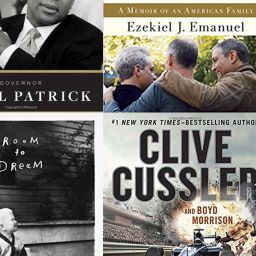 GOVERNOR
L PATRICK
A MEMOIR OF AN AMERICAN FAMILY
Ezekiel J. Emanuel
ROOM
to
DREAM
#1 NEW YORK TIMES–BESTSELLING AUTHOR
CLIVE
CUSSLER
AND BOYD
MORRISON